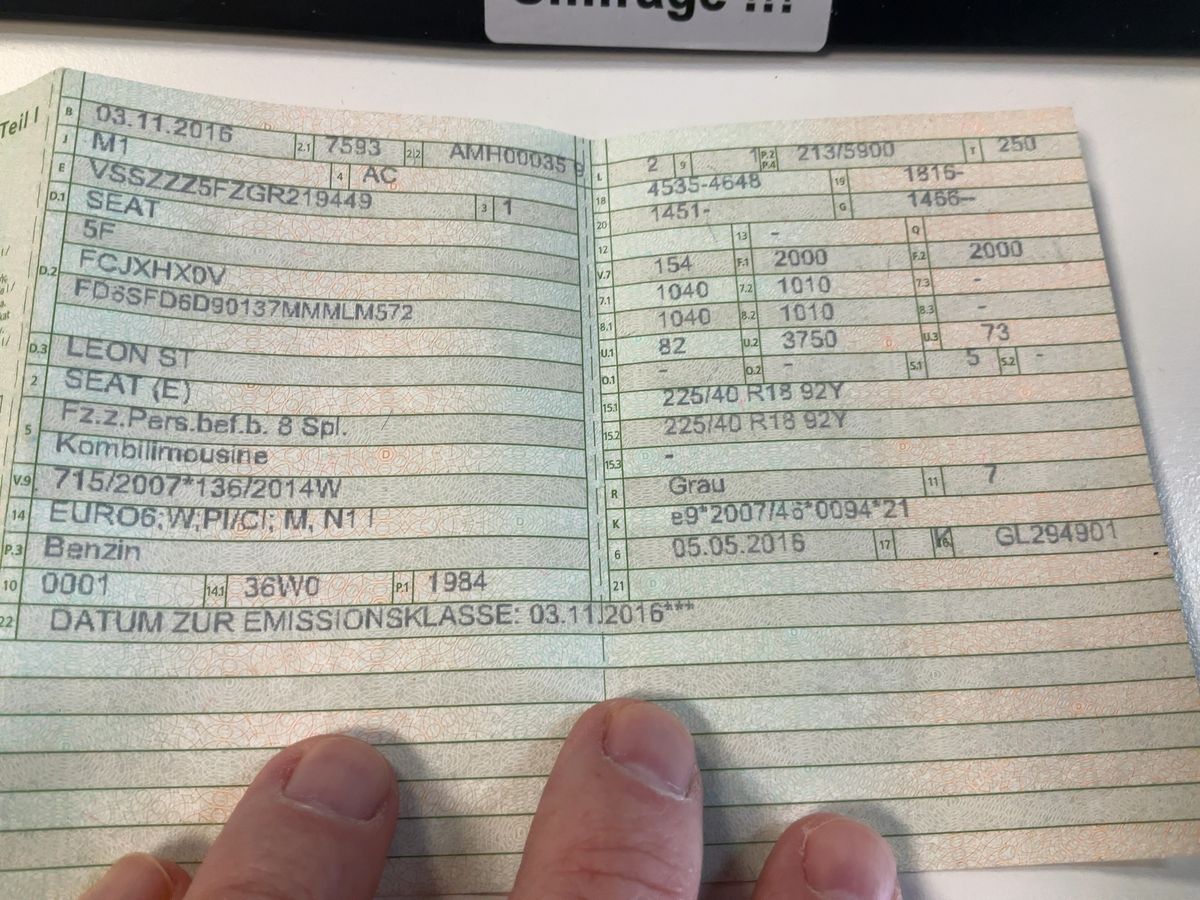 Teil I
B 03.11.2016 2.1 7593 2.2 AMH00035 9
J M1 4 AC
E VSSZZZ5FZGR219449 3 1
D.1 SEAT
5F
D.2 FCJXHX0V
FD6SFD6D90137MMMLM572
D.3 LEON ST
2 SEAT (E)
5 Fz.z.Pers.bef.b. 8 Spl.
Kombilimousine
V.9 715/2007*136/2014W
14 EURO6;W;PI/CI; M, N1 I
P.3 Benzin
10 0001 14.1 36W0 P.1 1984
22 DATUM ZUR EMISSIONSKLASSE: 03.11.2016***
L 2 9 1 P.2 P.4 213/5900 T 250
18 4535-4648 19 1816-
20 1451- G 1466--
12 13 - Q
V.7 154 F.1 2000 F.2 2000
7.1 1040 7.2 1010 7.3 -
8.1 1040 8.2 1010 8.3 -
U.1 82 U.2 3750 U.3 73
O.1 - O.2 - S.1 5 S.2 -
15.1 225/40 R18 92Y
15.2 225/40 R18 92Y
15.3 -
R Grau 11 7
K e9*2007/46*0094*21
6 05.05.2016 17 K 16 GL294901
21